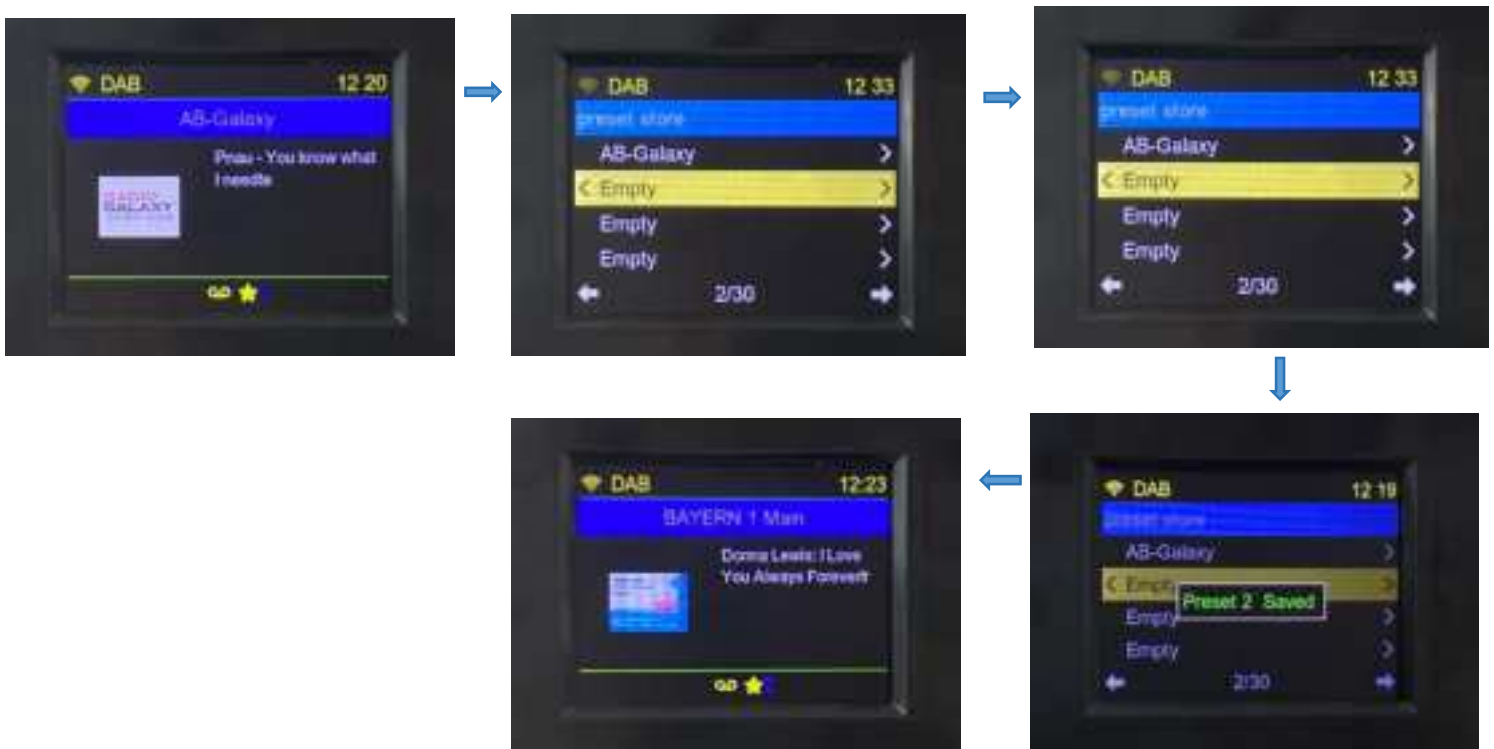 DAB 12 20
AB-Galaxy
Pnau - You know what
I needle
GALAXY
DAB 12 33
preset store
AB-Galaxy >
< Empty >
Empty >
Empty >
2/30
DAB 12 33
preset store
AB-Galaxy >
< Empty >
Empty >
Empty >
2/30
DAB 12 19
preset store
AB-Galaxy >
< Empty >
Preset 2 Saved
Empty >
Empty >
2/30
DAB 12:23
BAYERN 1 Main
Donna Lewis: I Love
You Always Forever